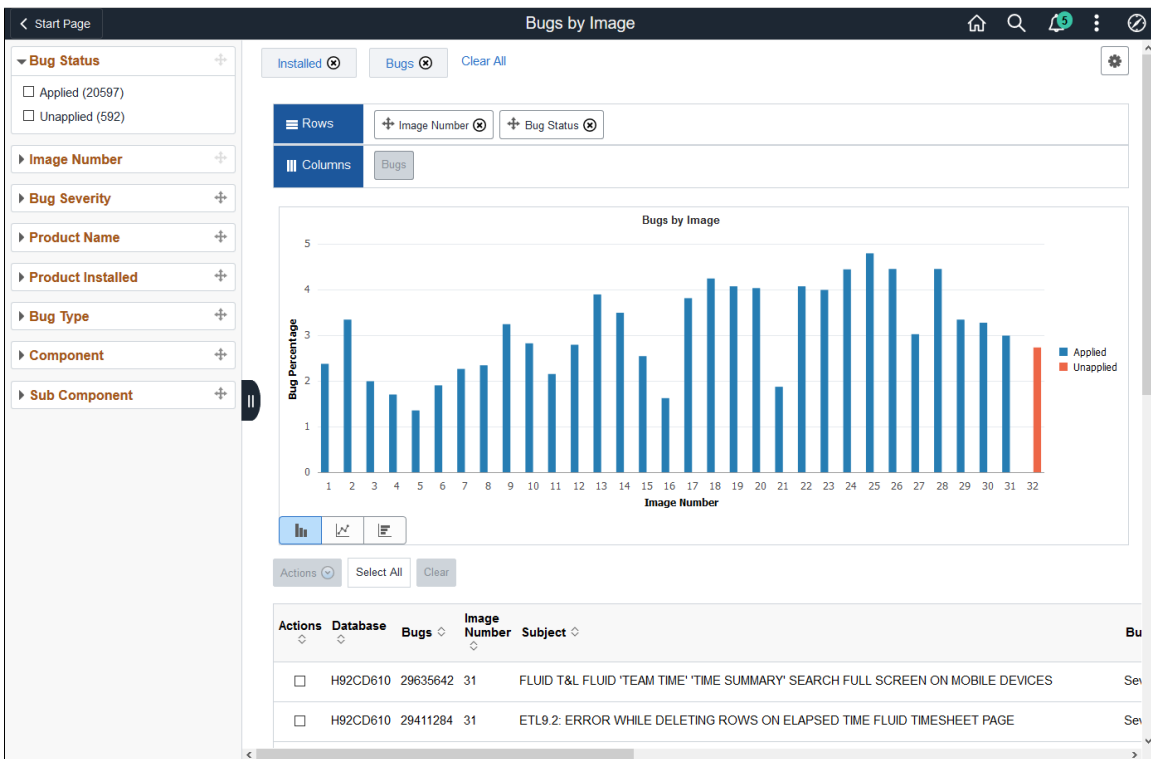 Start Page
Bugs by Image
5
Bug Status
Applied (20597)
Unapplied (592)
Image Number
Bug Severity
Product Name
Product Installed
Bug Type
Component
Sub Component
Installed
Bugs
Clear All
Rows
Image Number
Bug Status
Columns
Bugs
Bugs by Image
Bug Percentage
5
4
3
2
1
0
1 2 3 4 5 6 7 8 9 10 11 12 13 14 15 16 17 18 19 20 21 22 23 24 25 26 27 28 29 30 31 32
Image Number
Applied
Unapplied
Actions
Select All
Clear
Actions Database Bugs Image Number Subject Bu
H92CD610 29635642 31 FLUID T&L FLUID 'TEAM TIME' 'TIME SUMMARY' SEARCH FULL SCREEN ON MOBILE DEVICES Sev
H92CD610 29411284 31 ETL9.2: ERROR WHILE DELETING ROWS ON ELAPSED TIME FLUID TIMESHEET PAGE Sev